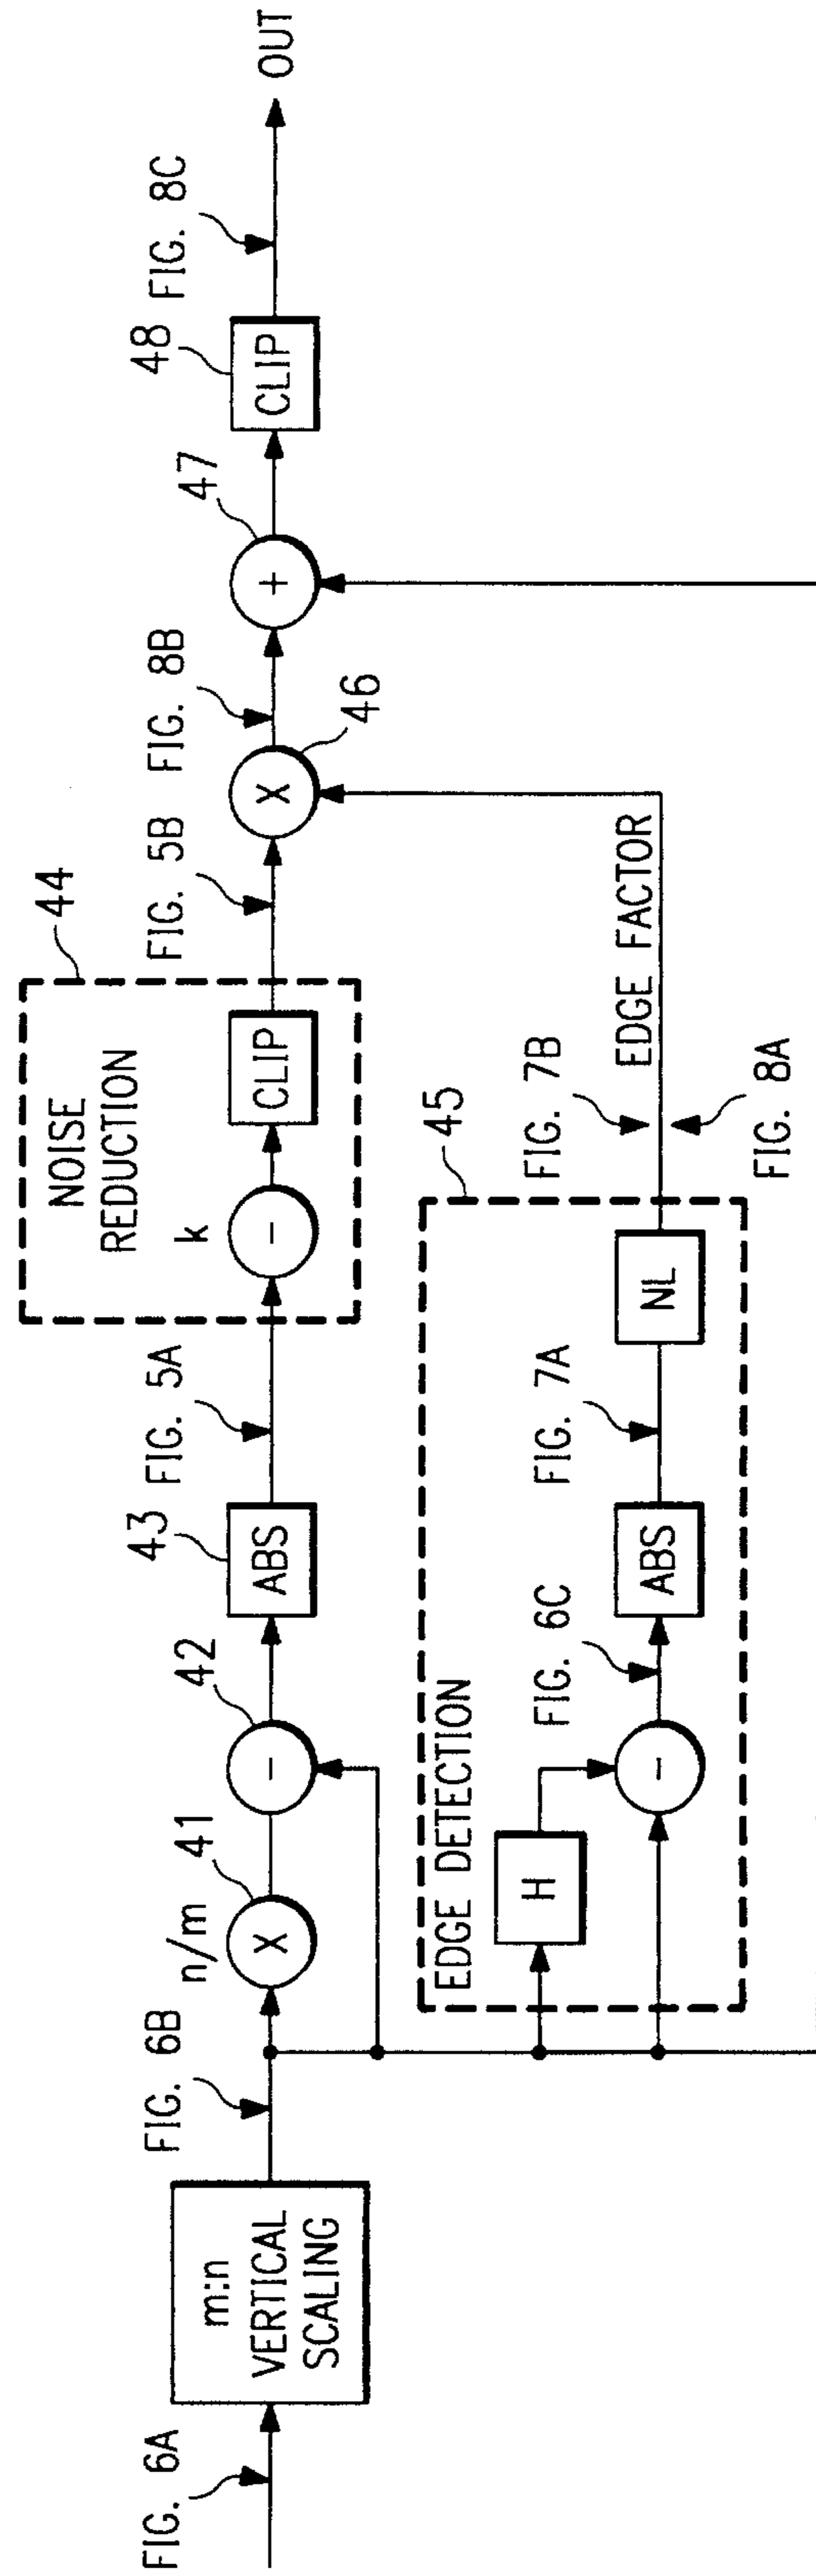 FIG. 6A
m:n
VERTICAL
SCALING
FIG. 6B
n/m
41
X
42
-
43
ABS
FIG. 5A
44
NOISE
REDUCTION
k
-
CLIP
FIG. 5B
X
46
FIG. 8B
47
+
48
CLIP
FIG. 8C
OUT
EDGE DETECTION
45
H
-
FIG. 6C
ABS
FIG. 7A
NL
FIG. 7B
FIG. 8A
EDGE FACTOR